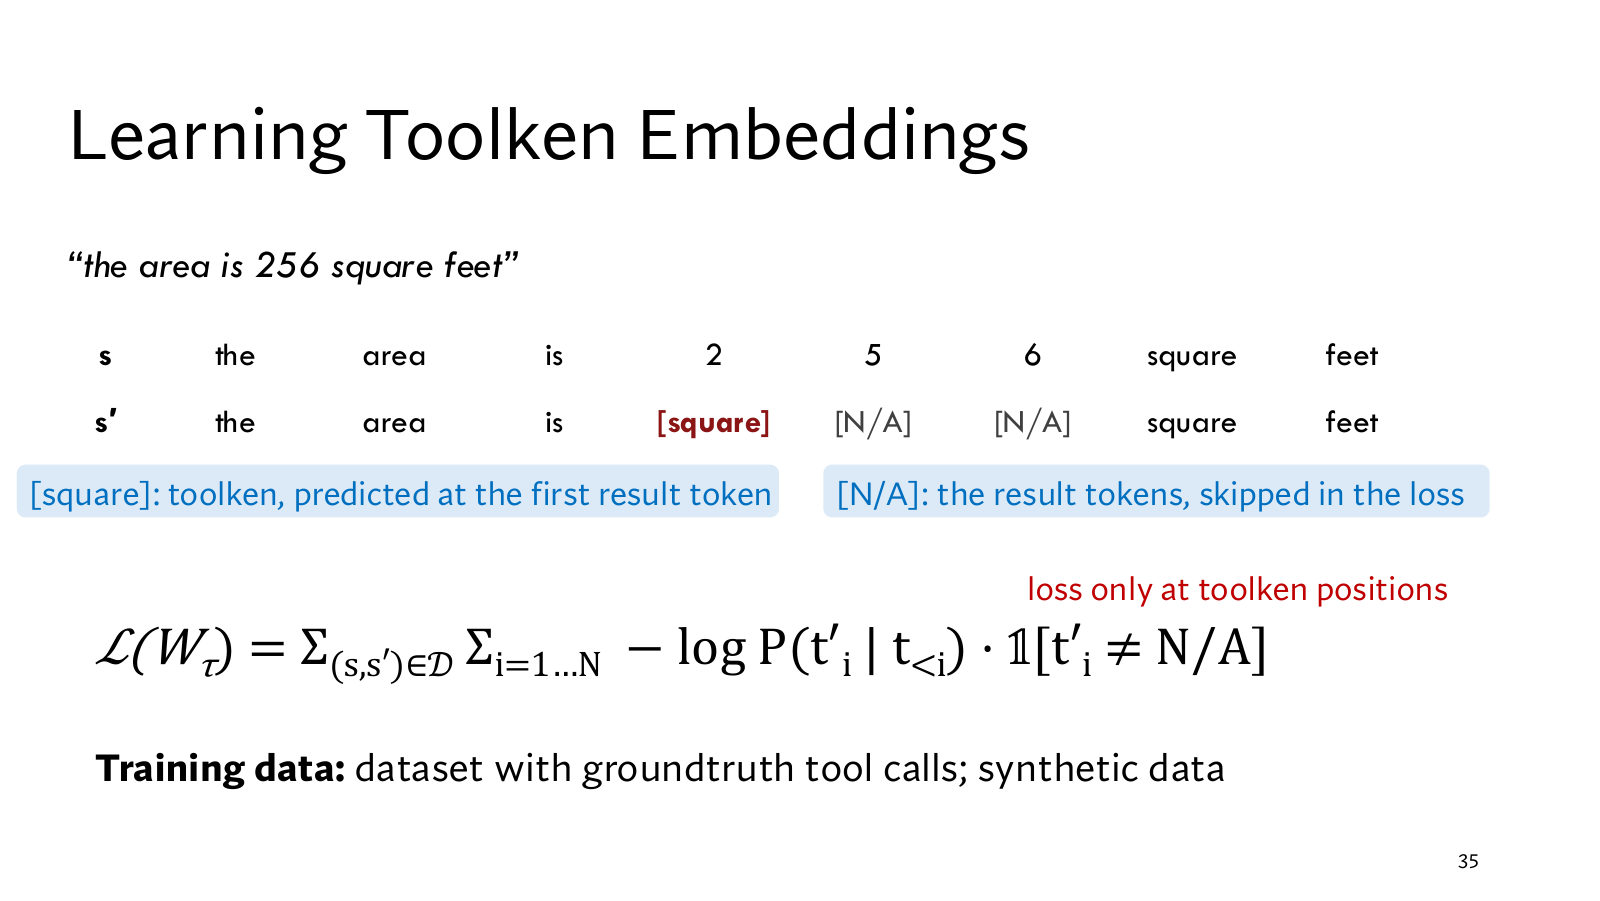 Learning Toolken Embeddings
“the area is 256 square feet”
s the area is 2 5 6 square feet
s′ the area is [square] [N/A] [N/A] square feet
[square]: toolken, predicted at the first result token [N/A]: the result tokens, skipped in the loss
loss only at toolken positions
ℒ(W_τ) = Σ_(s,s′)∈𝒟 Σ_i=1…N − log P(t′_i | t_<i) · 𝟙[t′_i ≠ N/A]
Training data: dataset with groundtruth tool calls; synthetic data
35